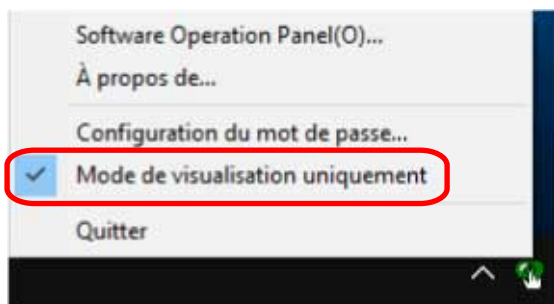 Software Operation Panel(O)...
À propos de...
Configuration du mot de passe...
Mode de visualisation uniquement
Quitter